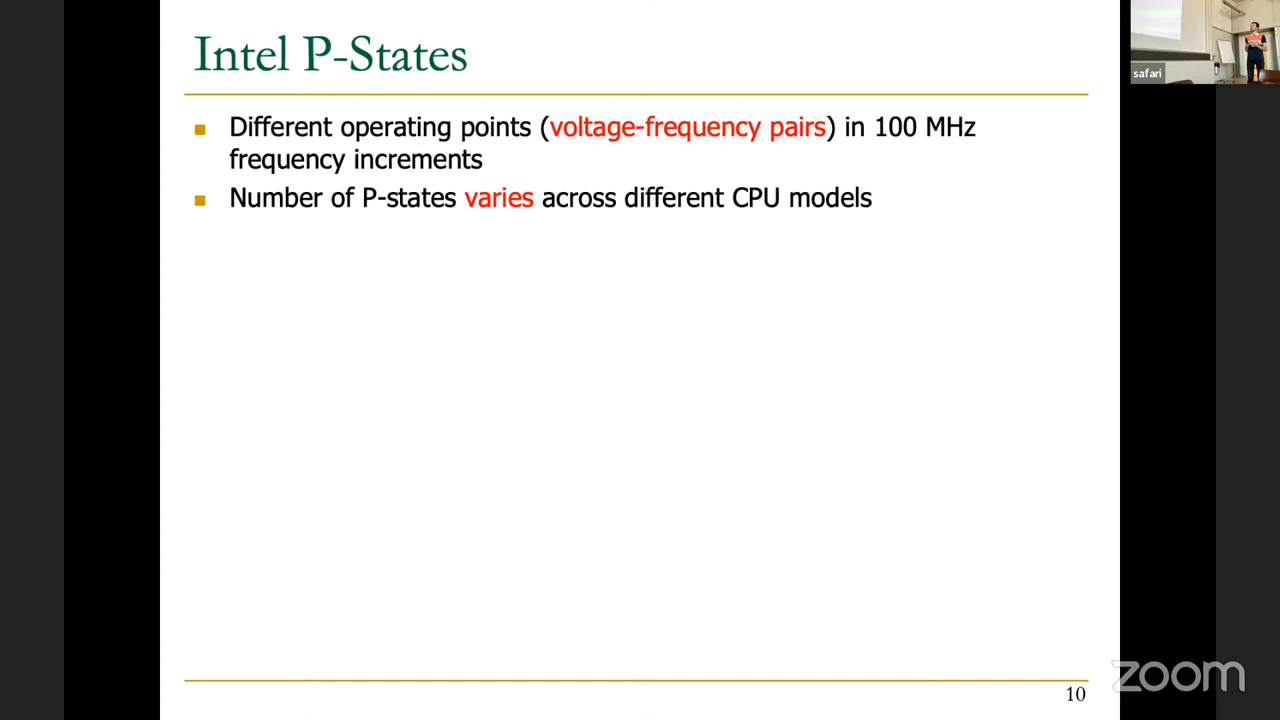 Intel P-States
Different operating points (voltage-frequency pairs) in 100 MHz
frequency increments
Number of P-states varies across different CPU models
safari
10
zoom